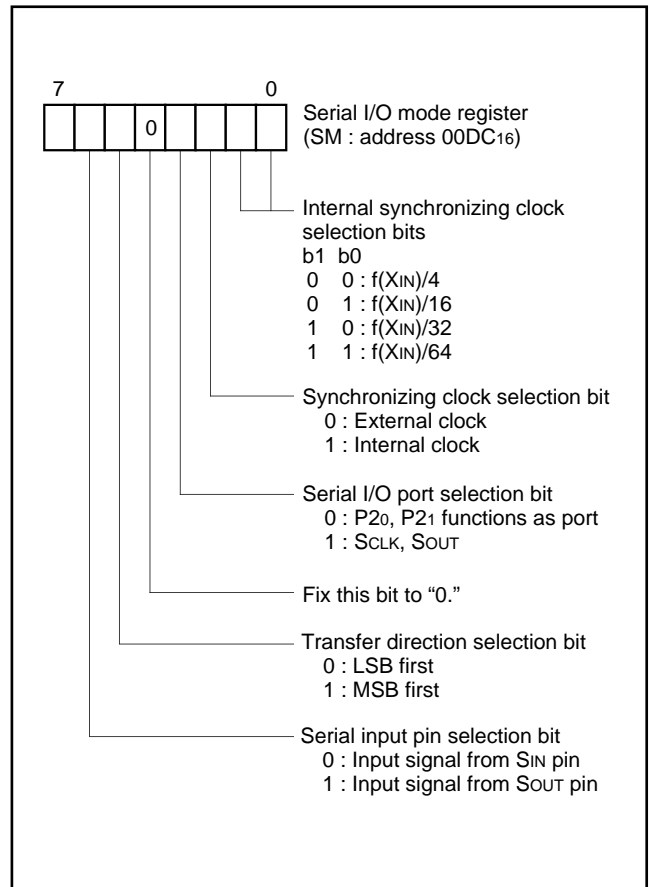 7 0
0
Serial I/O mode register
(SM : address 00DC16)
Internal synchronizing clock
selection bits
b1 b0
0 0 : f(XIN)/4
0 1 : f(XIN)/16
1 0 : f(XIN)/32
1 1 : f(XIN)/64
Synchronizing clock selection bit
0 : External clock
1 : Internal clock
Serial I/O port selection bit
0 : P20, P21 functions as port
1 : SCLK, SOUT
Fix this bit to “0.”
Transfer direction selection bit
0 : LSB first
1 : MSB first
Serial input pin selection bit
0 : Input signal from SIN pin
1 : Input signal from SOUT pin